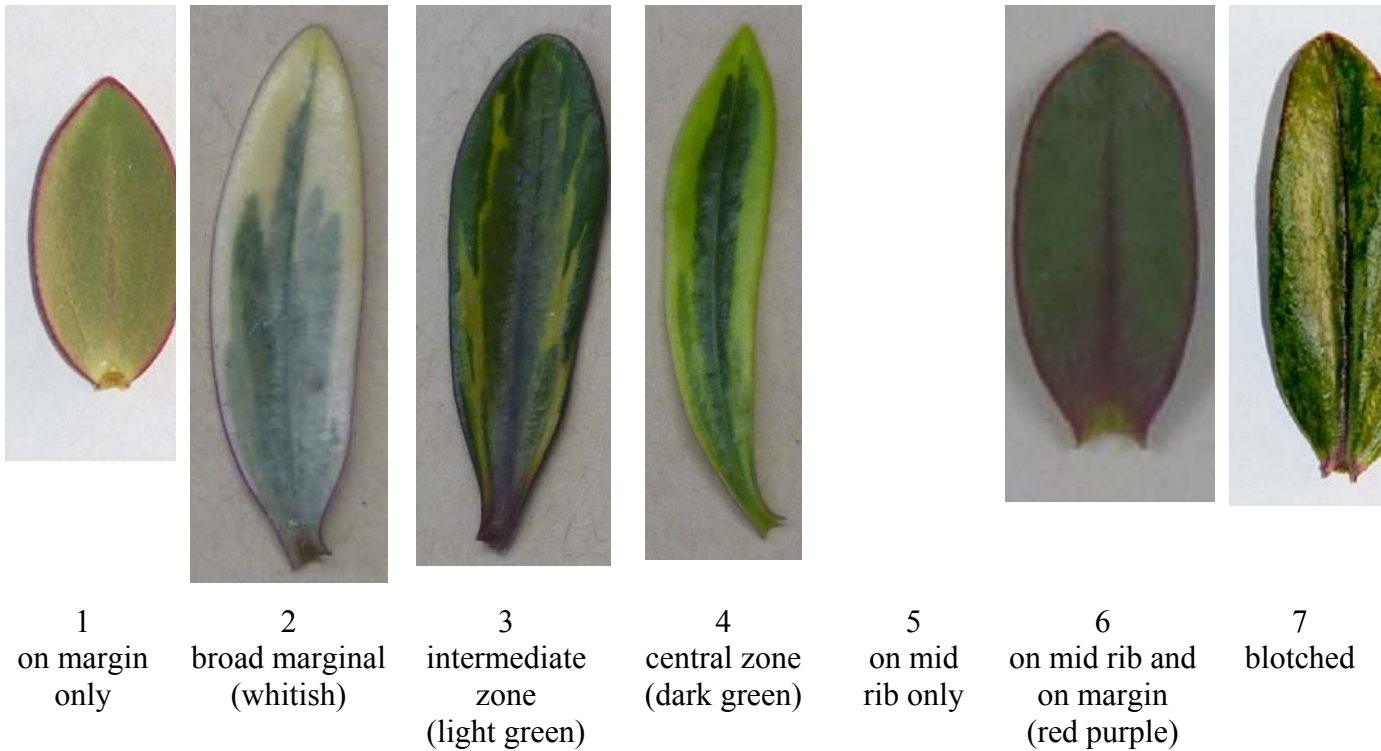 1
on margin
only
2
broad marginal
(whitish)
3
intermediate
zone
(light green)
4
central zone
(dark green)
5
on mid
rib only
6
on mid rib and
on margin
(red purple)
7
blotched